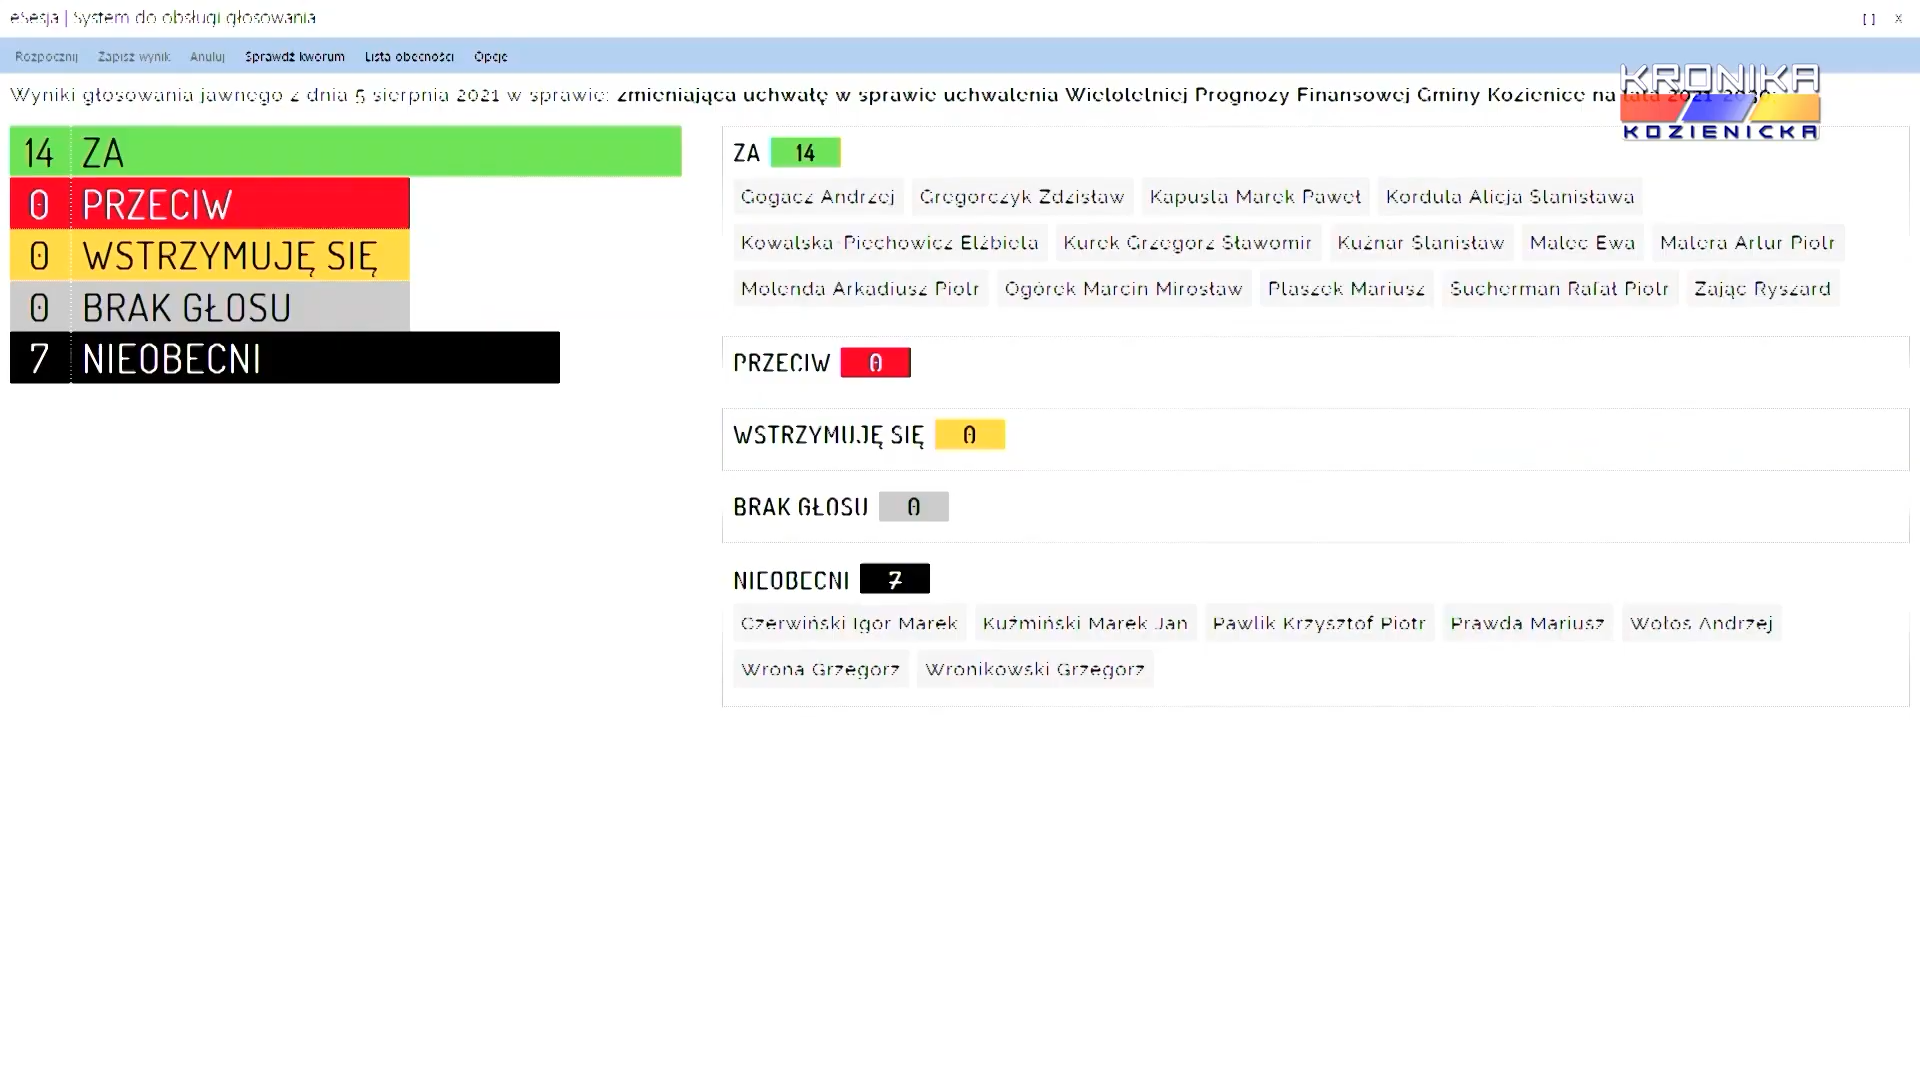 eSesja | System do obsługi głosowania
[ ] X
Rozpocznij Zapisz wynik Anuluj Sprawdź kworum Lista obecności Opcje
KRONIKA
KOZIENICKA
Wyniki głosowania jawnego z dnia 5 sierpnia 2021 w sprawie: zmieniająca uchwałę w sprawie uchwalenia Wieloletniej Prognozy Finansowej Gminy Kozienice na lata 2021-2030.
14 ZA
0 PRZECIW
0 WSTRZYMUJĘ SIĘ
0 BRAK GŁOSU
7 NIEOBECNI
ZA 14
Gogacz Andrzej Gregorczyk Zdzisław Kapusta Marek Paweł Kordula Alicja Stanisława
Kowalska-Piechowicz Elżbieta Kurek Grzegorz Sławomir Kuźnar Stanisław Malec Ewa Matera Artur Piotr
Molenda Arkadiusz Piotr Ogórek Marcin Mirosław Ptaszek Mariusz Sucherman Rafał Piotr Zając Ryszard
PRZECIW 0
WSTRZYMUJĘ SIĘ 0
BRAK GŁOSU 0
NIEOBECNI 7
Czerwiński Igor Marek Kuźmiński Marek Jan Pawlik Krzysztof Piotr Prawda Mariusz Wołos Andrzej
Wrona Grzegorz Wronikowski Grzegorz